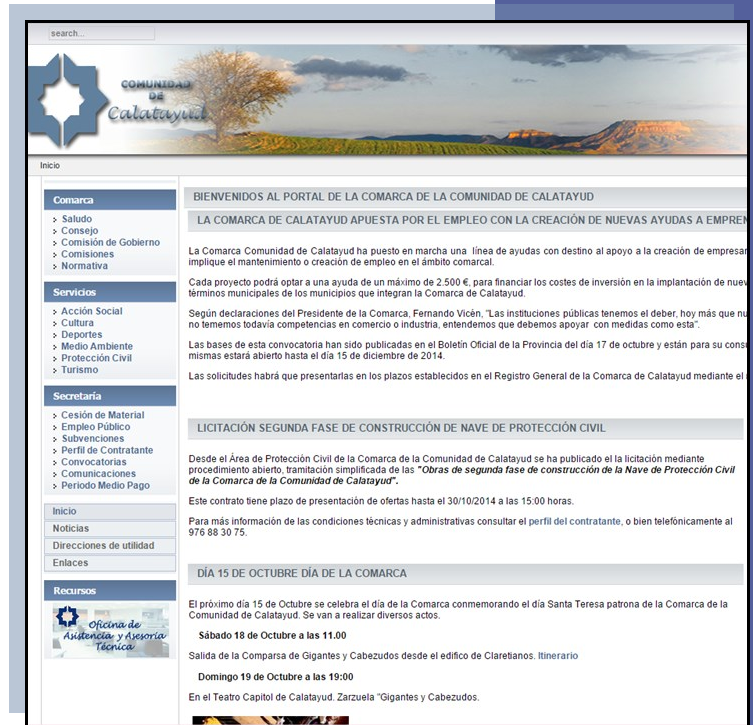 search...
COMUNIDAD
DE
Calatayud
Inicio
Comarca
Saludo
Consejo
Comisión de Gobierno
Comisiones
Normativa
Servicios
Acción Social
Cultura
Deportes
Medio Ambiente
Protección Civil
Turismo
Secretaría
Cesión de Material
Empleo Público
Subvenciones
Perfil de Contratante
Convocatorias
Comunicaciones
Periodo Medio Pago
Inicio
Noticias
Direcciones de utilidad
Enlaces
Recursos
Oficina de
Asistencia y Asesoría
Técnica
BIENVENIDOS AL PORTAL DE LA COMARCA DE LA COMUNIDAD DE CALATAYUD
LA COMARCA DE CALATAYUD APUESTA POR EL EMPLEO CON LA CREACIÓN DE NUEVAS AYUDAS A EMPREN
La Comarca Comunidad de Calatayud ha puesto en marcha una línea de ayudas con destino al apoyo a la creación de empresar
implique el mantenimiento o creación de empleo en el ámbito comarcal.
Cada proyecto podrá optar a una ayuda de un máximo de 2.500 €, para financiar los costes de inversión en la implantación de nuev
términos municipales de los municipios que integran la Comarca de Calatayud.
Según declaraciones del Presidente de la Comarca, Fernando Vicén, "Las instituciones públicas tenemos el deber, hoy más que nu
no tememos todavía competencias en comercio o industria, entendemos que debemos apoyar con medidas como esta".
Las bases de esta convocatoria han sido publicadas en el Boletín Oficial de la Provincia del día 17 de octubre y están para su consu
mismas estará abierto hasta el día 15 de diciembre de 2014.
Las solicitudes habrá que presentarlas en los plazos establecidos en el Registro General de la Comarca de Calatayud mediante el
LICITACIÓN SEGUNDA FASE DE CONSTRUCCIÓN DE NAVE DE PROTECCIÓN CIVIL
Desde el Área de Protección Civil de la Comarca de la Comunidad de Calatayud se ha publicado el la licitación mediante
procedimiento abierto, tramitación simplificada de las "Obras de segunda fase de construcción de la Nave de Protección Civil
de la Comarca de la Comunidad de Calatayud".
Este contrato tiene plazo de presentación de ofertas hasta el 30/10/2014 a las 15:00 horas.
Para más información de las condiciones técnicas y administrativas consultar el perfil del contratante, o bien telefónicamente al
976 88 30 75.
DÍA 15 DE OCTUBRE DÍA DE LA COMARCA
El próximo día 15 de Octubre se celebra el día de la Comarca conmemorando el día Santa Teresa patrona de la Comarca de la
Comunidad de Calatayud. Se van a realizar diversos actos.
Sábado 18 de Octubre a las 11.00
Salida de la Comparsa de Gigantes y Cabezudos desde el edifico de Claretianos. Itinerario
Domingo 19 de Octubre a las 19:00
En el Teatro Capitol de Calatayud. Zarzuela "Gigantes y Cabezudos.